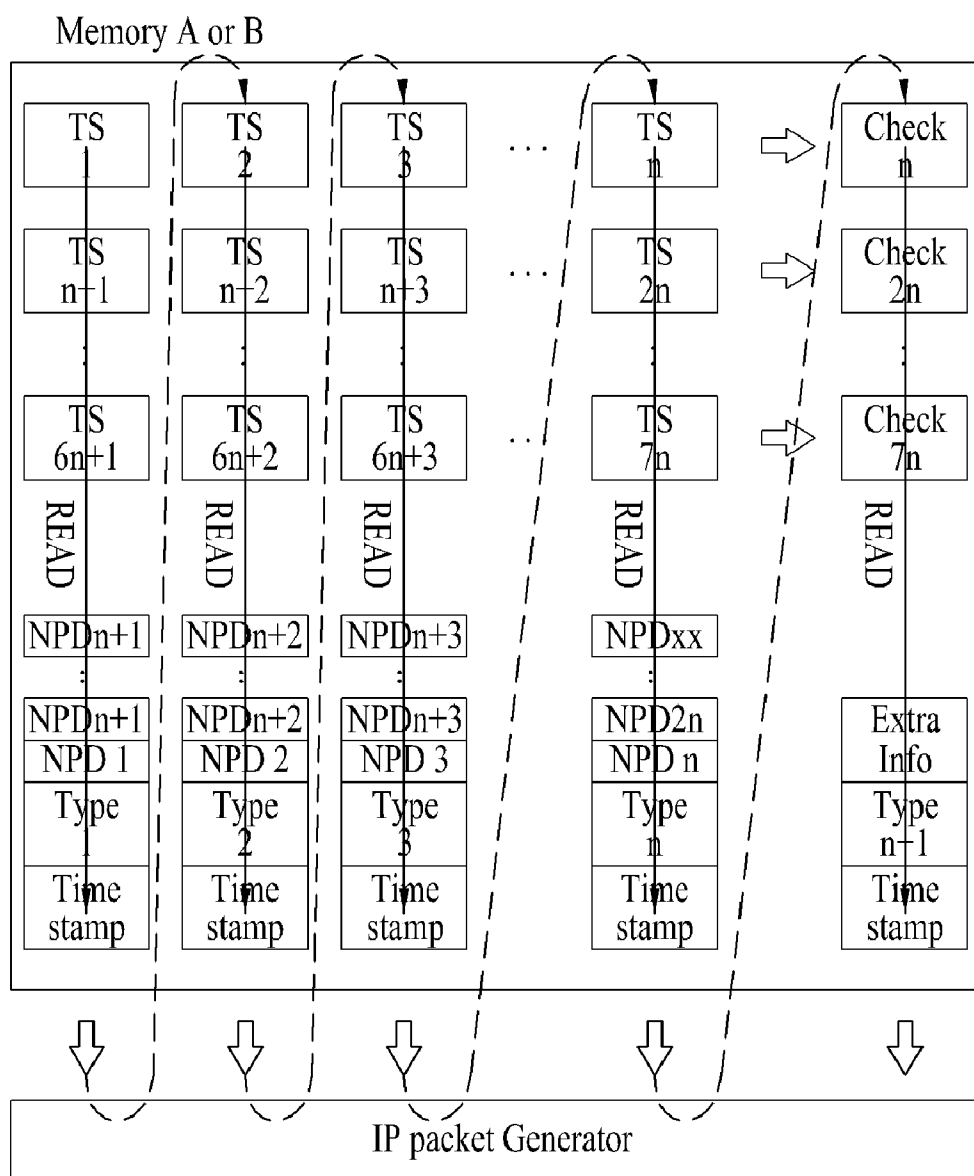 Memory A or B
TS
1
TS
2
TS
3
. . .
TS
n
Check
n
TS
n+1
TS
n+2
TS
n+3
. . .
TS
2n
Check
2n
TS
6n+1
TS
6n+2
TS
6n+3
. . .
TS
7n
Check
7n
READ
READ
READ
READ
READ
NPDn+1
NPDn+2
NPDn+3
NPDxx
NPDn+1
NPDn+2
NPDn+3
NPD2n
Extra
Info
NPD 1
NPD 2
NPD 3
NPD n
Type
1
Type
2
Type
3
Type
n
Type
n+1
Time
stamp
Time
stamp
Time
stamp
Time
stamp
Time
stamp
IP packet Generator